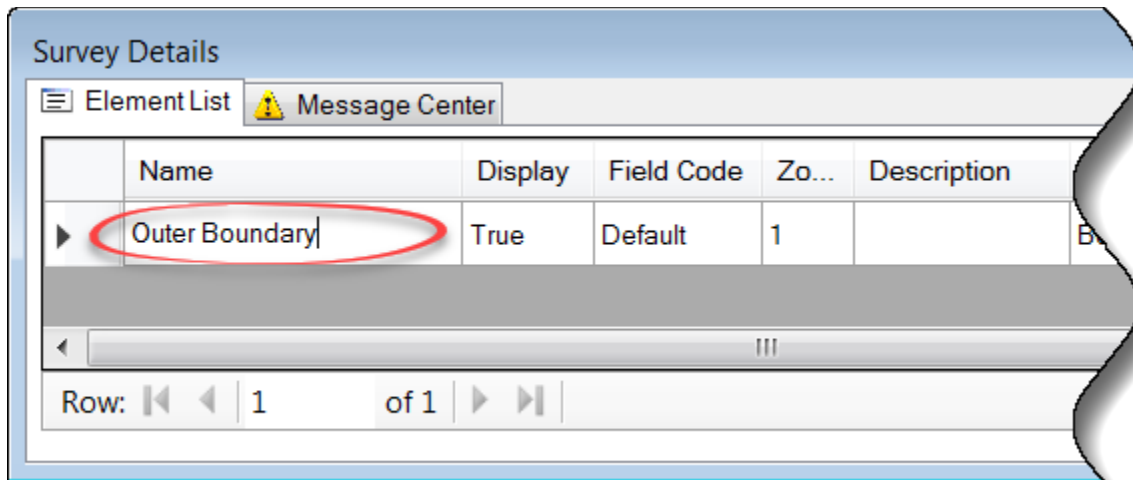 Survey Details
Element List Message Center
Name Display Field Code Zo... Description
Outer Boundary True Default 1
Row: 1 of 1